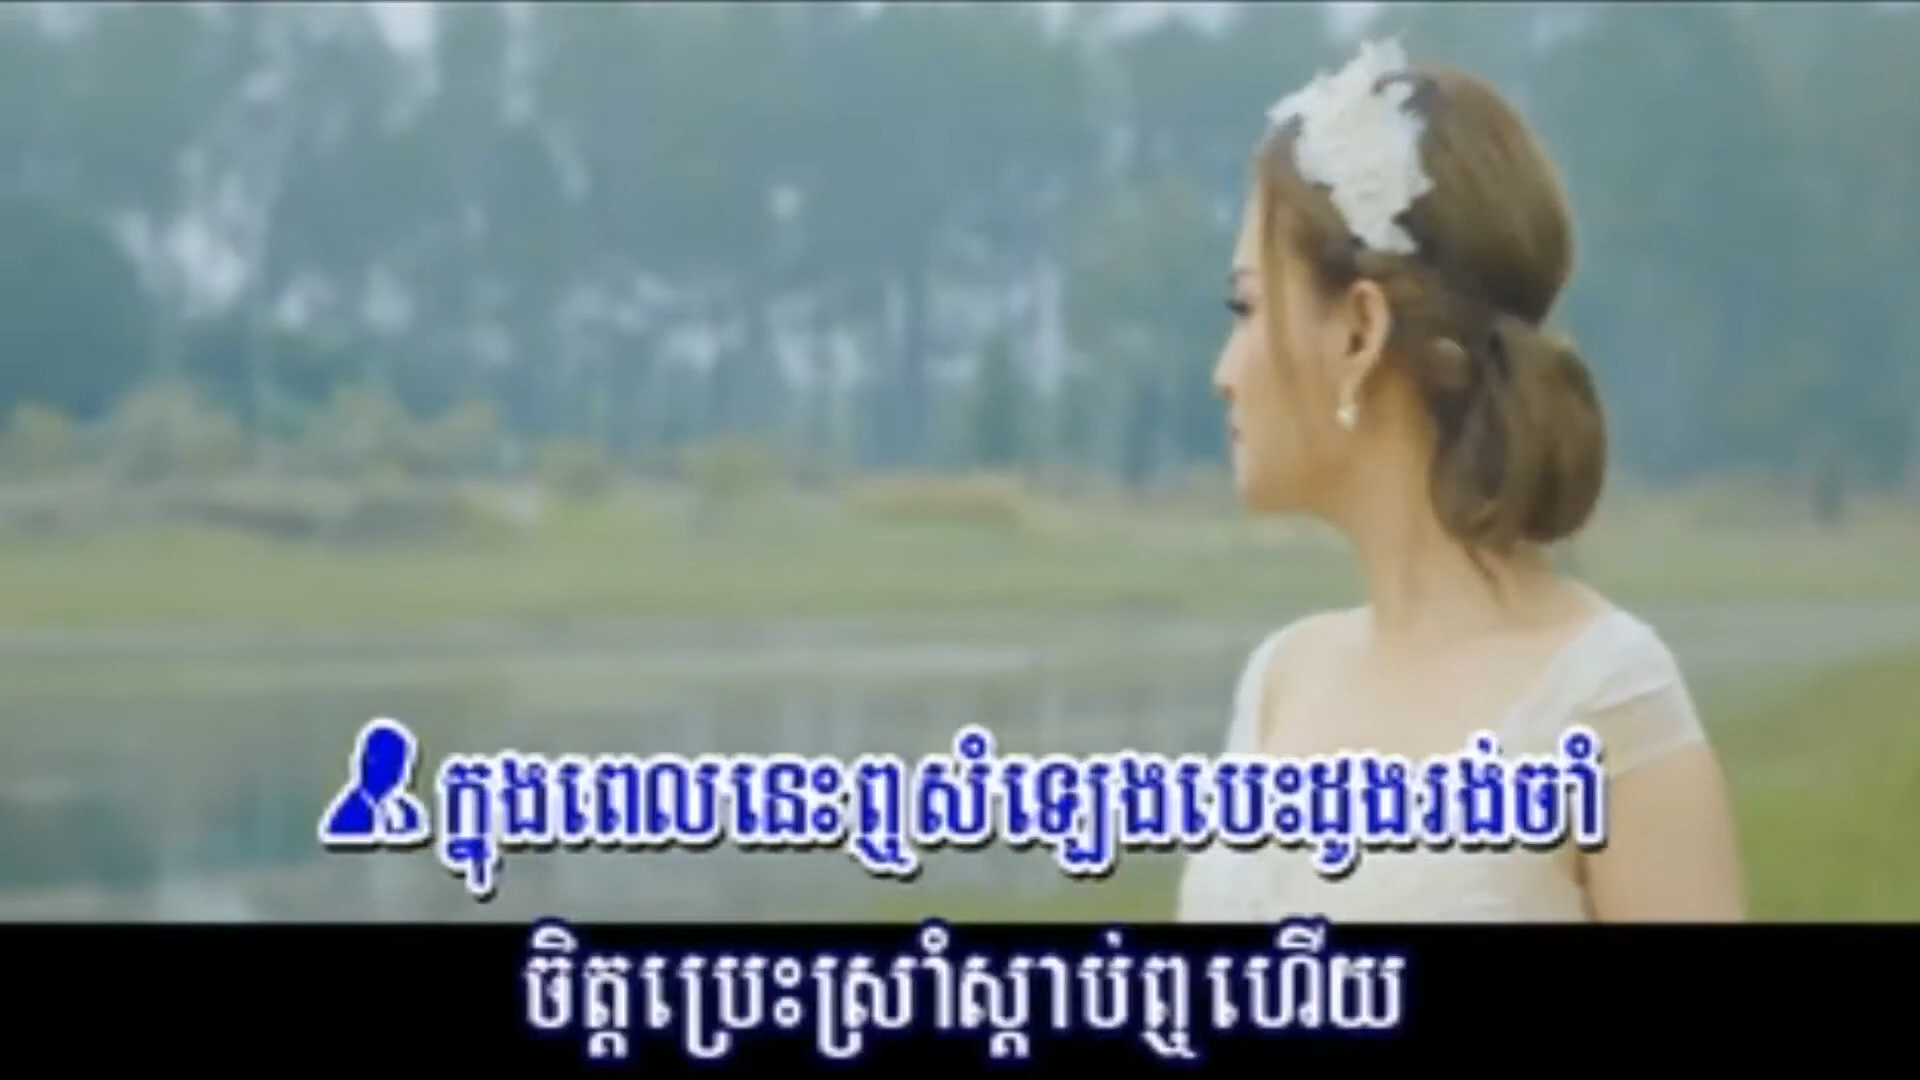 ក្នុងពេលនេះឮសំឡេងបេះដូងរង់ចាំ
ចិត្តប្រេះស្រាំស្ដាប់ឮហើយ